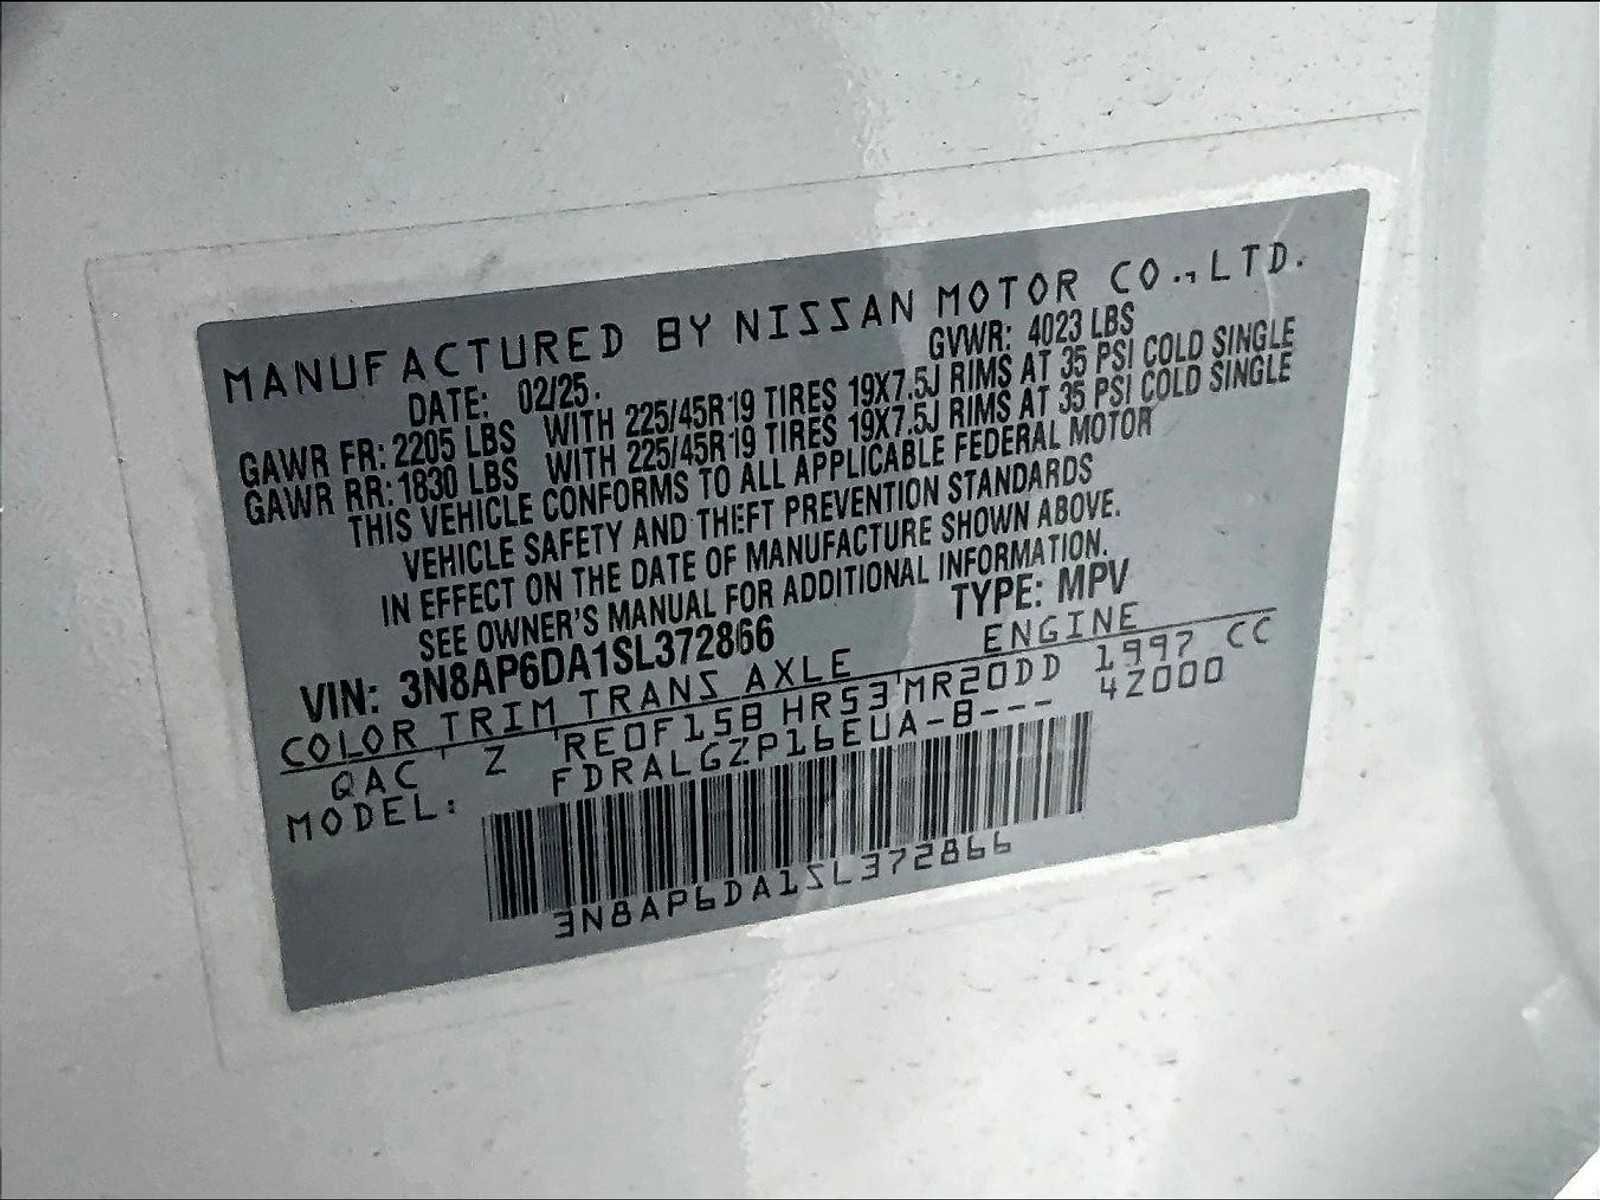 MANUFACTURED BY NISSAN MOTOR CO.,LTD.
DATE: 02/25. GVWR: 4023 LBS
GAWR FR: 2205 LBS WITH 225/45R19 TIRES 19X7.5J RIMS AT 35 PSI COLD SINGLE
GAWR RR: 1830 LBS WITH 225/45R19 TIRES 19X7.5J RIMS AT 35 PSI COLD SINGLE
THIS VEHICLE CONFORMS TO ALL APPLICABLE FEDERAL MOTOR
VEHICLE SAFETY AND THEFT PREVENTION STANDARDS
IN EFFECT ON THE DATE OF MANUFACTURE SHOWN ABOVE.
SEE OWNER'S MANUAL FOR ADDITIONAL INFORMATION.
VIN: 3N8AP6DA1SL372866 TYPE: MPV
COLOR TRIM TRANS AXLE ENGINE
QAC Z RE0F15B HR53 MR20DD 1997 CC
MODEL: FDRALGZP16EUA-B--- 4Z000
3N8AP6DA1SL372866